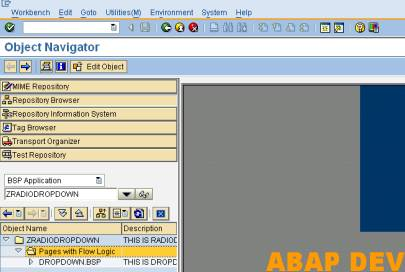 Workbench Edit Goto Utilities(M) Environment System Help
Object Navigator
Edit Object
MIME Repository
Repository Browser
Repository Information System
Tag Browser
Transport Organizer
Test Repository
BSP Application
ZRADIODROPDOWN
Object Name Description
ZRADIODROPDOWN THIS IS RADIOD
Pages with Flow Logic
DROPDOWN.BSP THIS IS DROPD
ABAP DEV